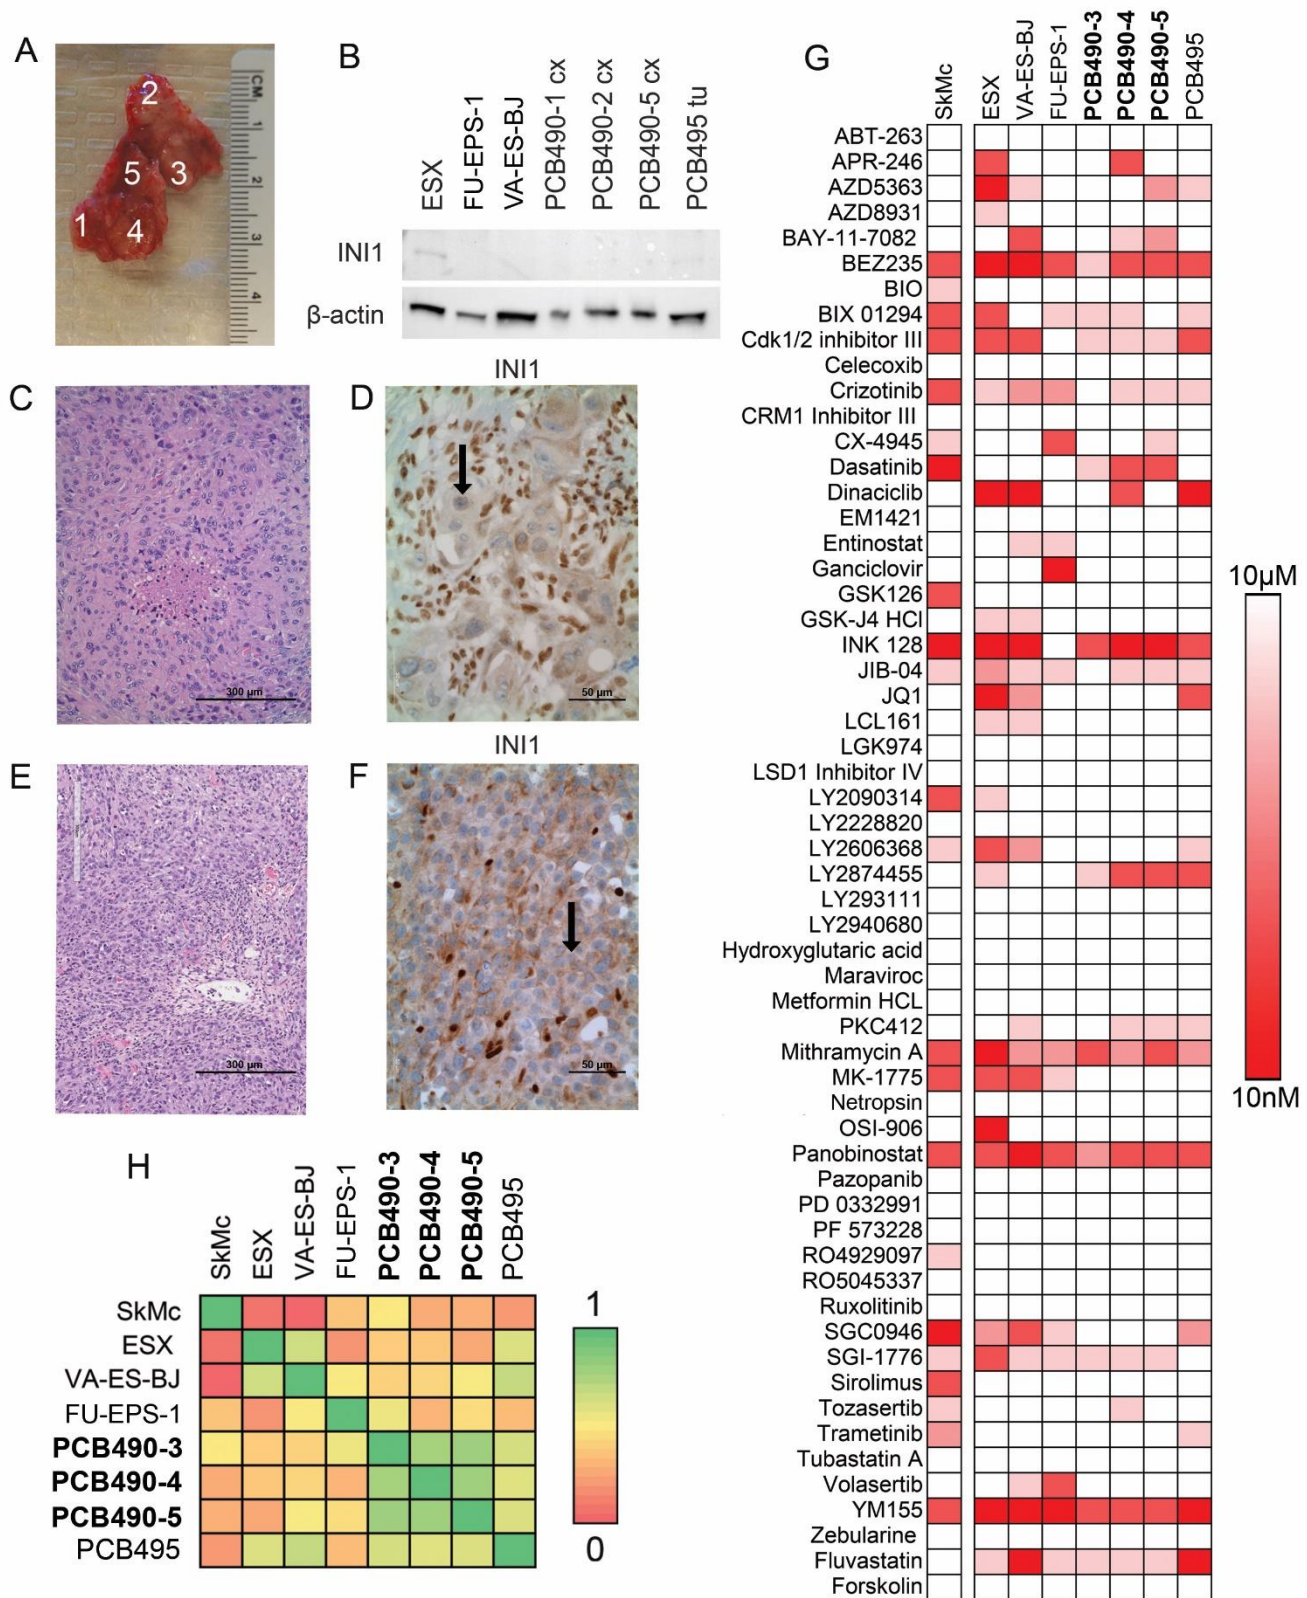 A
CM
1
2
3
4
2
5
3
1
4
B
ESX
FU-EPS-1
VA-ES-BJ
PCB490-1 cx
PCB490-2 cx
PCB490-5 cx
PCB495 tu
INI1
β-actin
C
300 µm
D
INI1
50 µm
E
300 µm
F
INI1
50 µm
G
SkMc
ESX
VA-ES-BJ
FU-EPS-1
PCB490-3
PCB490-4
PCB490-5
PCB495
ABT-263
APR-246
AZD5363
AZD8931
BAY-11-7082
BEZ235
BIO
BIX 01294
Cdk1/2 inhibitor III
Celecoxib
Crizotinib
CRM1 Inhibitor III
CX-4945
Dasatinib
Dinaciclib
EM1421
Entinostat
Ganciclovir
GSK126
GSK-J4 HCl
INK 128
JIB-04
JQ1
LCL161
LGK974
LSD1 Inhibitor IV
LY2090314
LY2228820
LY2606368
LY2874455
LY293111
LY2940680
Hydroxyglutaric acid
Maraviroc
Metformin HCL
PKC412
Mithramycin A
MK-1775
Netropsin
OSI-906
Panobinostat
Pazopanib
PD 0332991
PF 573228
RO4929097
RO5045337
Ruxolitinib
SGC0946
SGI-1776
Sirolimus
Tozasertib
Trametinib
Tubastatin A
Volasertib
YM155
Zebularine
Fluvastatin
Forskolin
10µM
10nM
H
SkMc
ESX
VA-ES-BJ
FU-EPS-1
PCB490-3
PCB490-4
PCB490-5
PCB495
SkMc
ESX
VA-ES-BJ
FU-EPS-1
PCB490-3
PCB490-4
PCB490-5
PCB495
1
0